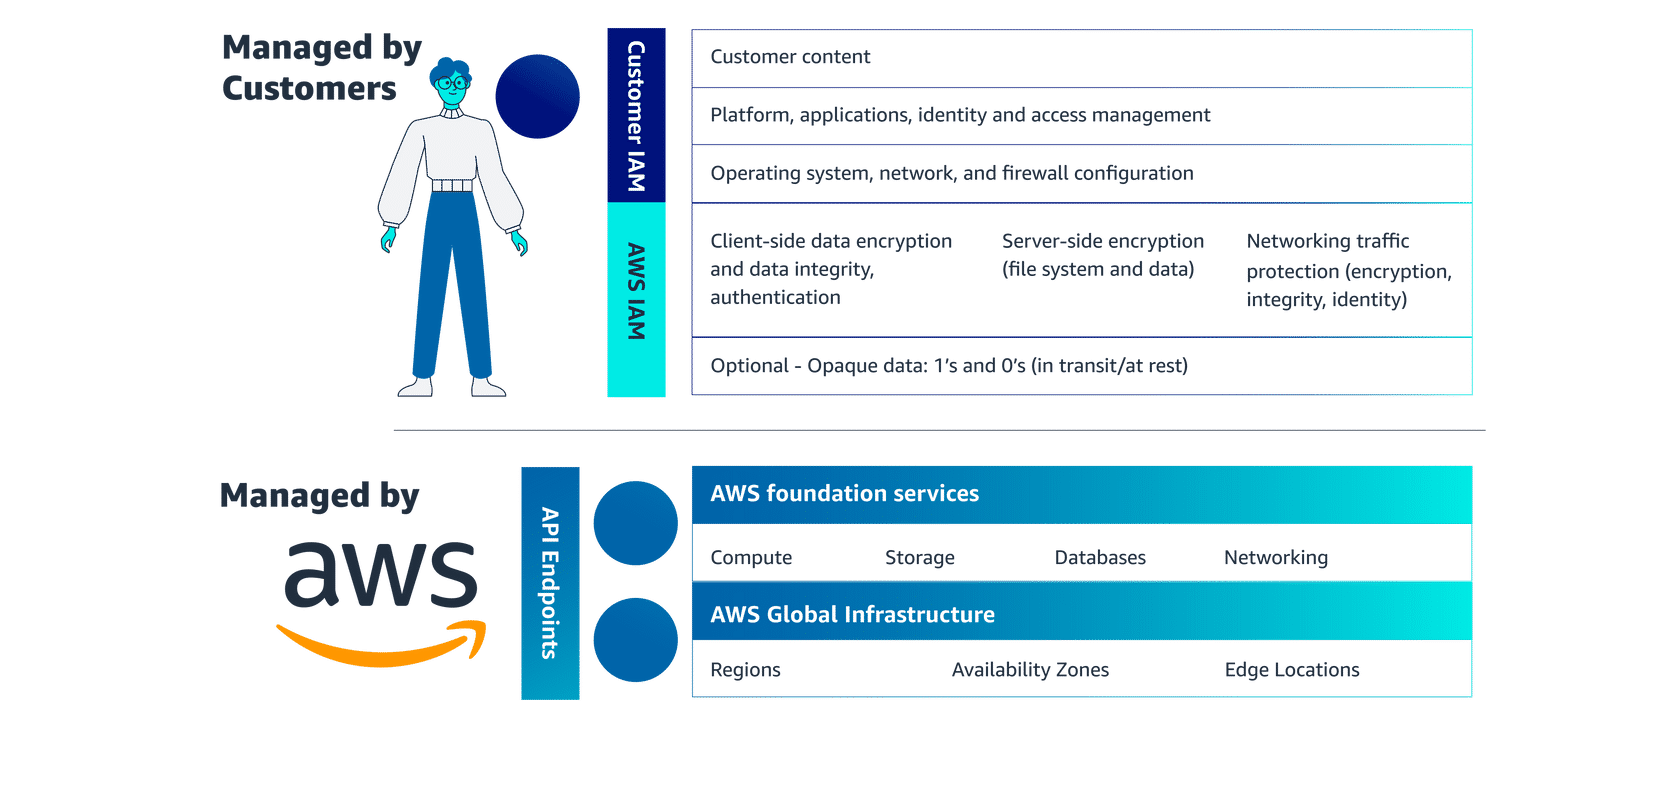 Managed by
Customers
Customer IAM
Customer content
Platform, applications, identity and access management
Operating system, network, and firewall configuration
AWS IAM
Client-side data encryption
and data integrity,
authentication
Server-side encryption
(file system and data)
Networking traffic
protection (encryption,
integrity, identity)
Optional - Opaque data: 1’s and 0’s (in transit/at rest)
Managed by
aws
API Endpoints
AWS foundation services
Compute
Storage
Databases
Networking
AWS Global Infrastructure
Regions
Availability Zones
Edge Locations